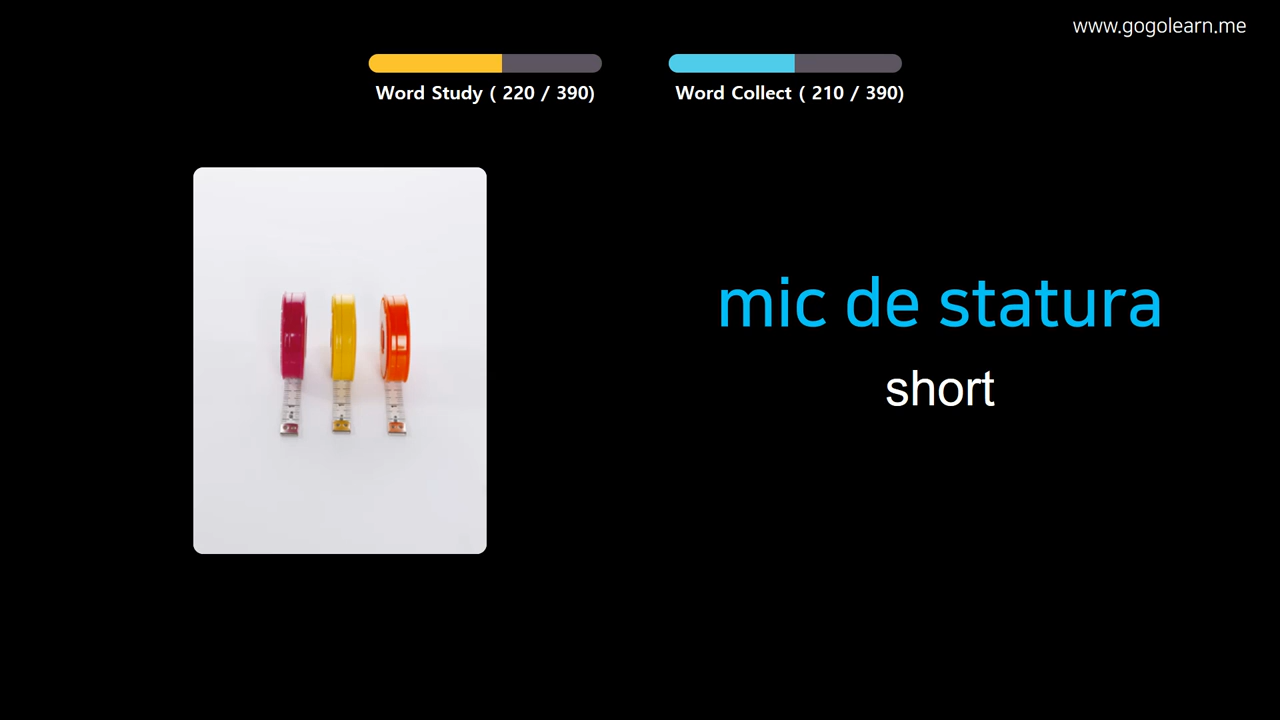 www.gogolearn.me
Word Study ( 220 / 390)
Word Collect ( 210 / 390)
mic de statura
short